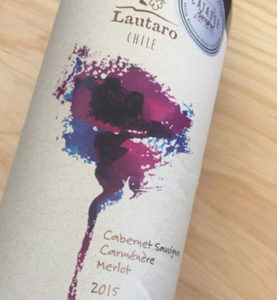 Lautaro
CHILE
Cabernet Sauvignon
Carménère
Merlot
2015